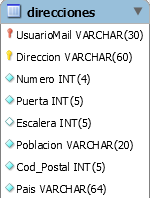 direcciones
UsuarioMail VARCHAR(30)
Direccion VARCHAR(60)
Numero INT(4)
Puerta INT(5)
Escalera INT(5)
Poblacion VARCHAR(20)
Cod_Postal INT(5)
Pais VARCHAR(64)